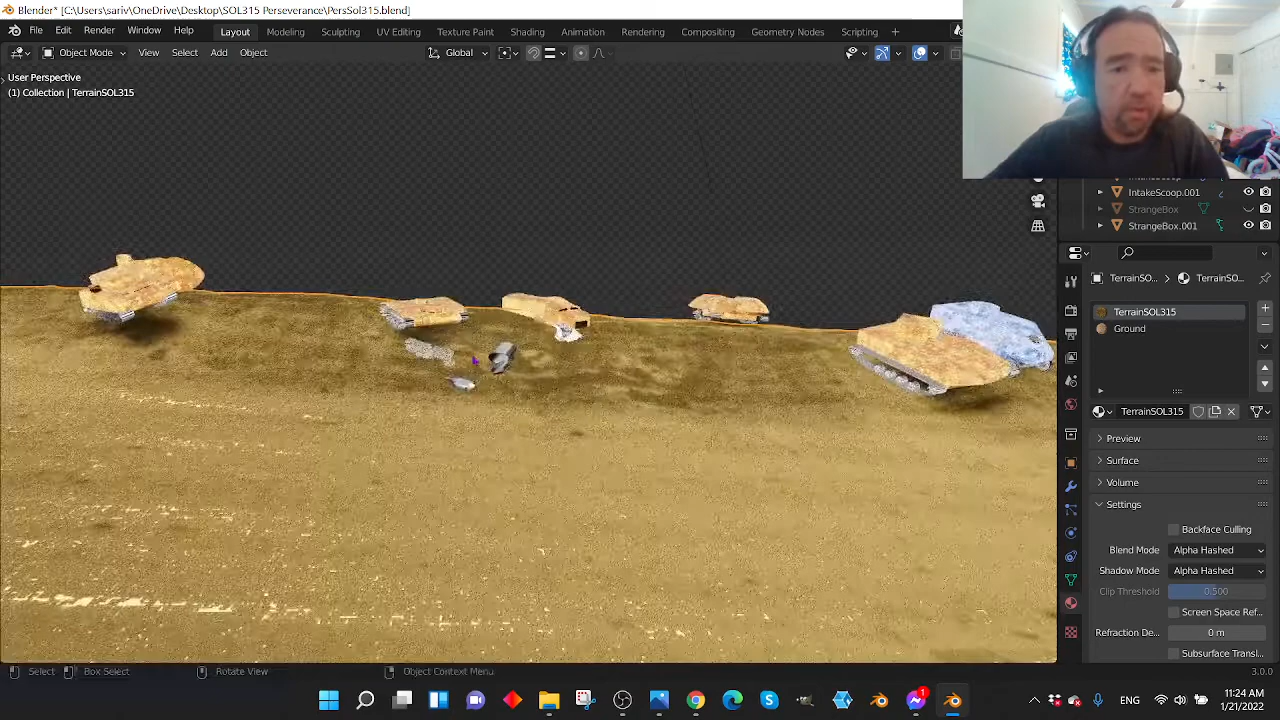 Blender* [C:\Users\sariv\OneDrive\Desktop\SOL315 Perseverance\PersSol315.blend]
File Edit Render Window Help Layout Modeling Sculpting UV Editing Texture Paint Shading Animation Rendering Compositing Geometry Nodes Scripting +
Object Mode View Select Add Object Global
User Perspective
(1) Collection | TerrainSOL315
IntakeScoop.001
StrangeBox
StrangeBox.001
TerrainSO... TerrainSO...
TerrainSOL315
Ground
TerrainSOL315
Preview
Surface
Volume
Settings
Backface Culling
Blend Mode Alpha Hashed
Shadow Mode Alpha Hashed
Clip Threshold 0.500
Screen Space Ref...
Refraction De... 0 m
Subsurface Transl...
Select Box Select Rotate View Object Context Menu 3.0.0
1
ENG
11:24 AM
1/21/2022